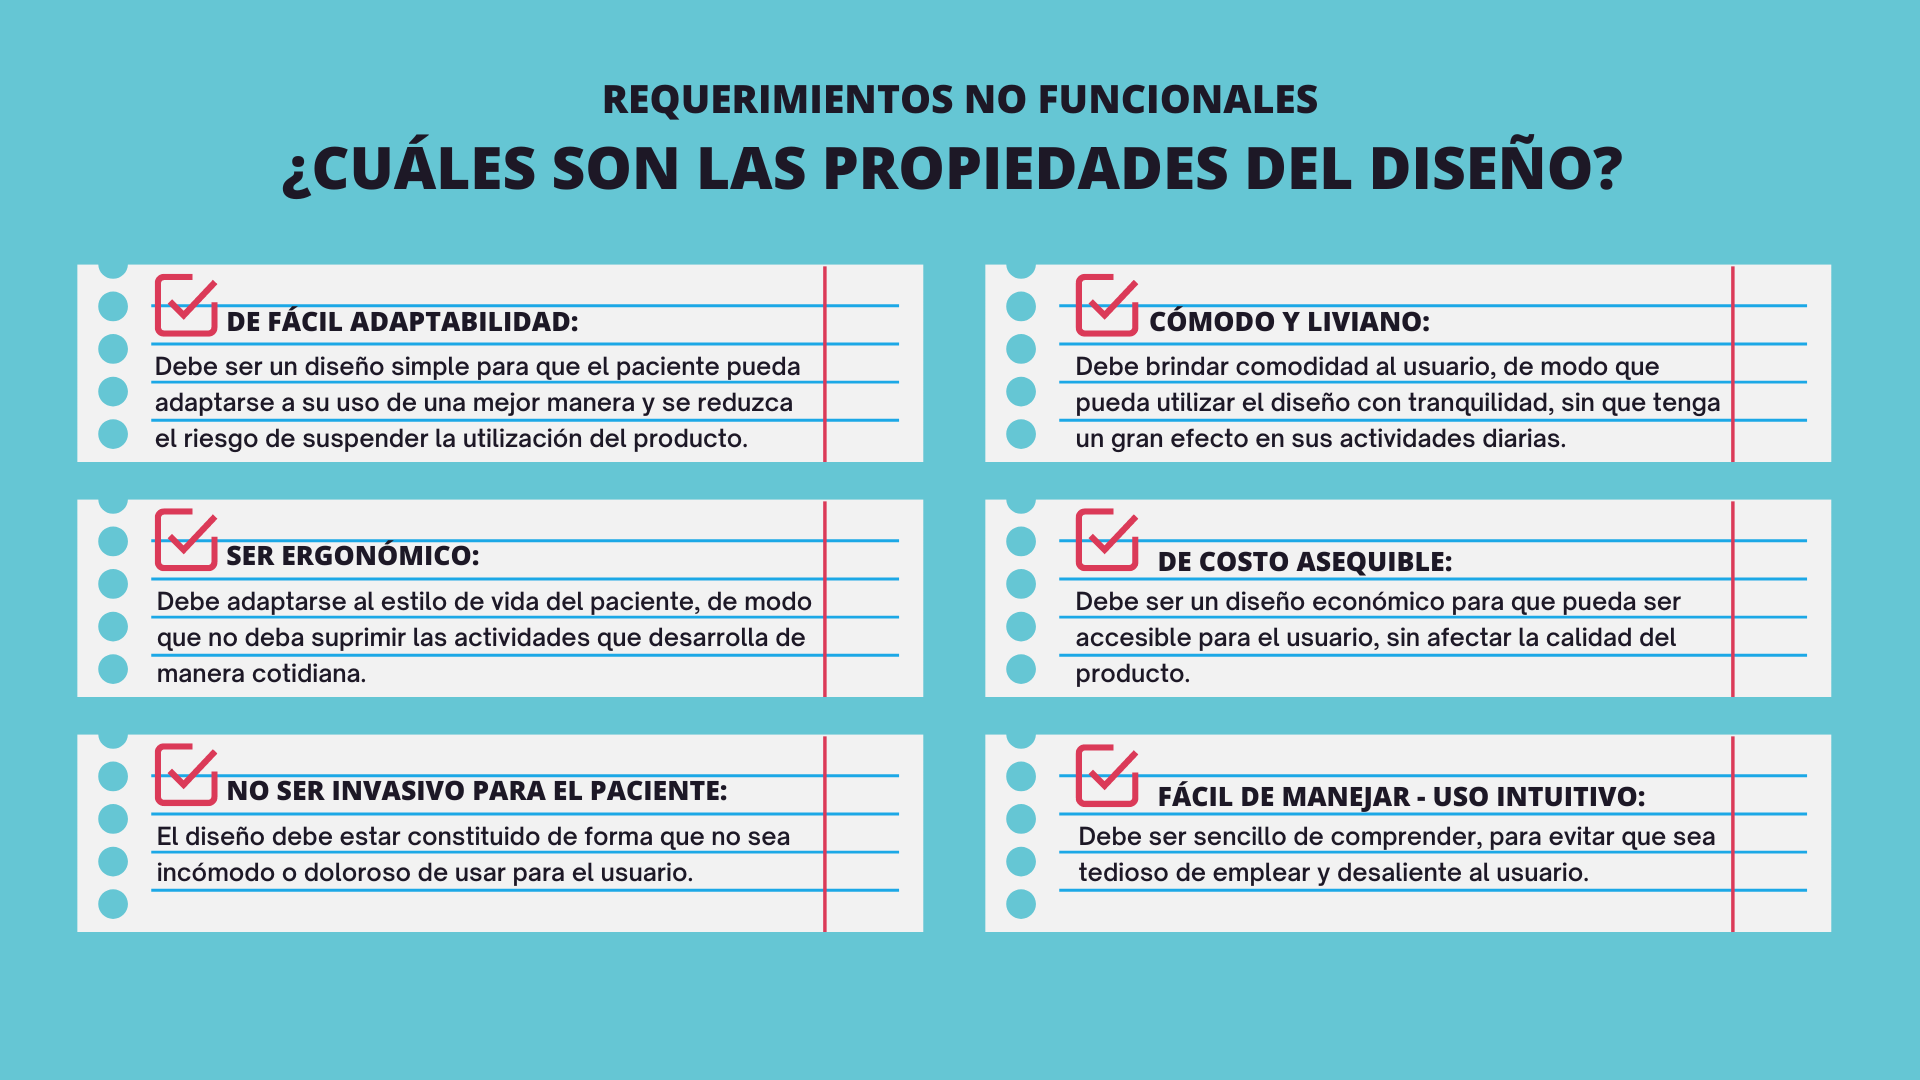 REQUERIMIENTOS NO FUNCIONALES
¿CUÁLES SON LAS PROPIEDADES DEL DISEÑO?
DE FÁCIL ADAPTABILIDAD:
Debe ser un diseño simple para que el paciente pueda
adaptarse a su uso de una mejor manera y se reduzca
el riesgo de suspender la utilización del producto.
CÓMODO Y LIVIANO:
Debe brindar comodidad al usuario, de modo que
pueda utilizar el diseño con tranquilidad, sin que tenga
un gran efecto en sus actividades diarias.
SER ERGONÓMICO:
Debe adaptarse al estilo de vida del paciente, de modo
que no deba suprimir las actividades que desarrolla de
manera cotidiana.
DE COSTO ASEQUIBLE:
Debe ser un diseño económico para que pueda ser
accesible para el usuario, sin afectar la calidad del
producto.
NO SER INVASIVO PARA EL PACIENTE:
El diseño debe estar constituido de forma que no sea
incómodo o doloroso de usar para el usuario.
FÁCIL DE MANEJAR - USO INTUITIVO:
Debe ser sencillo de comprender, para evitar que sea
tedioso de emplear y desaliente al usuario.